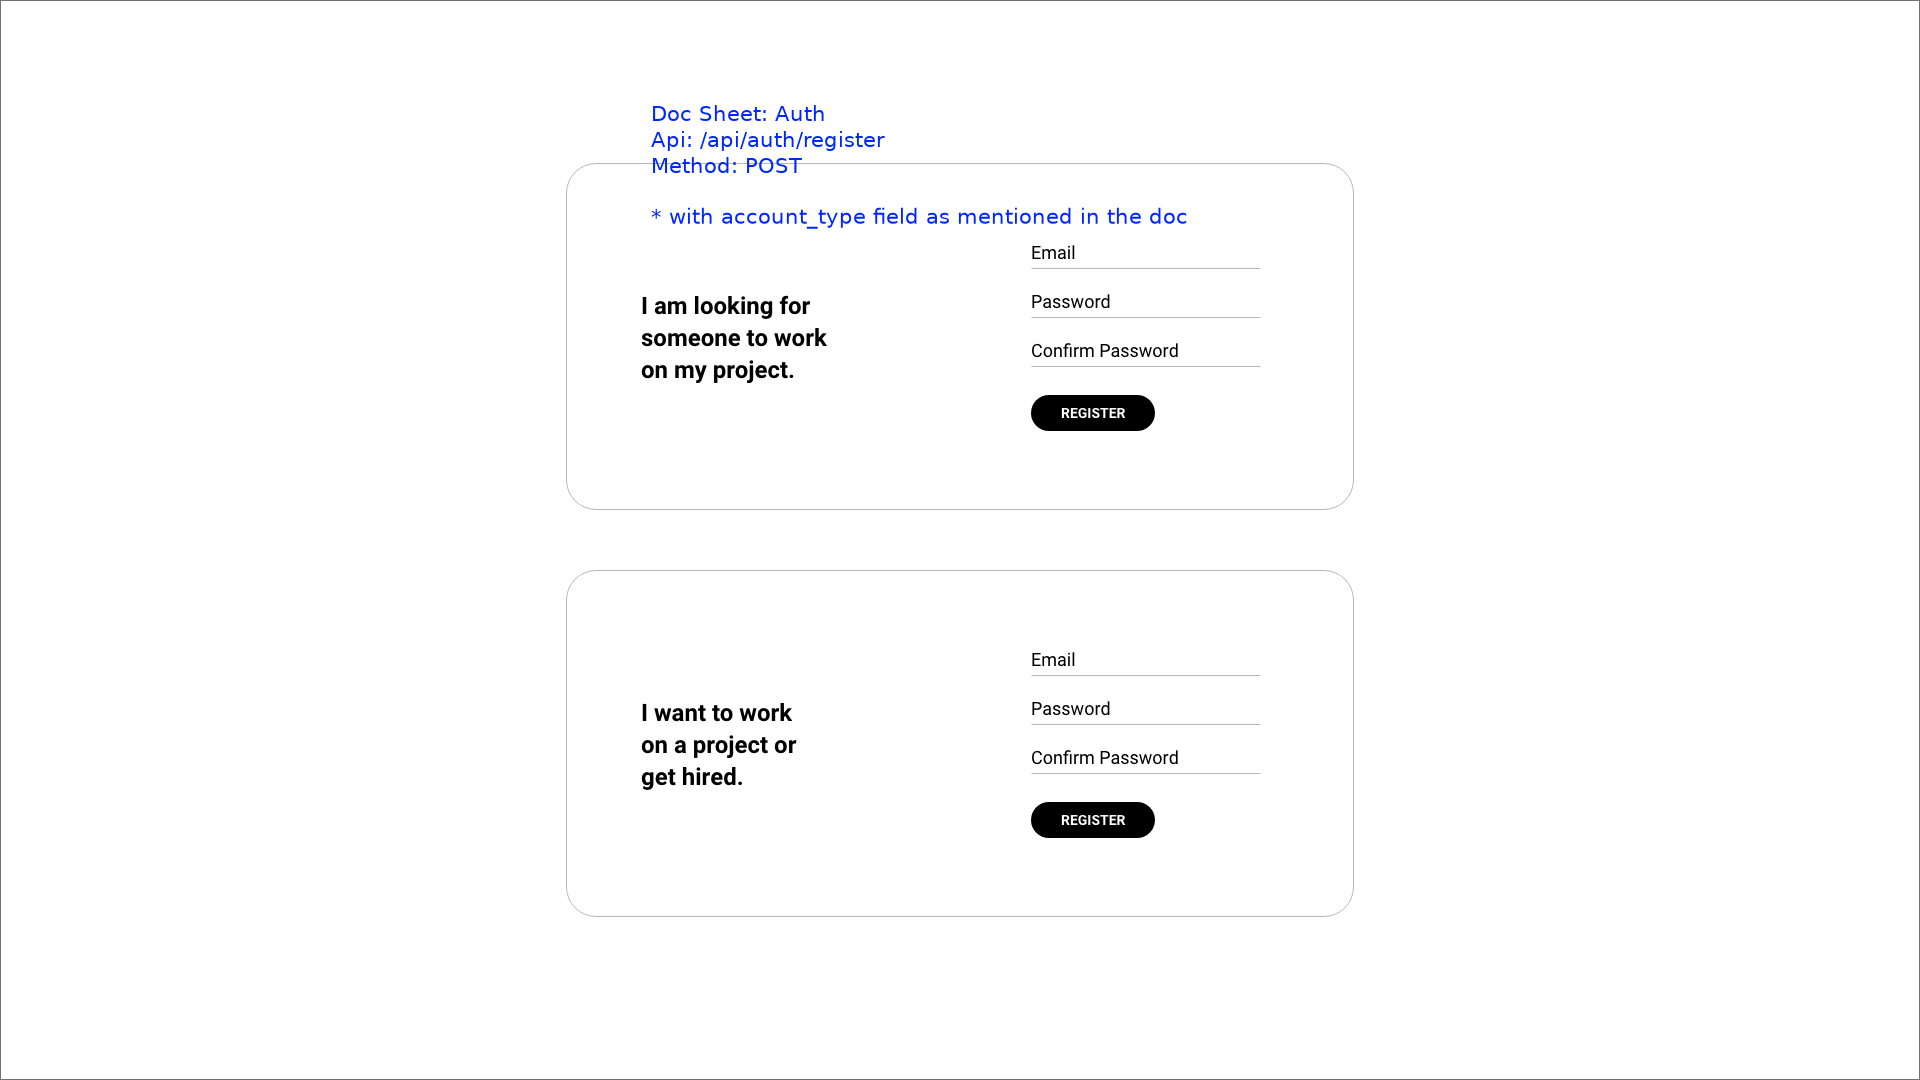 Doc Sheet: Auth
Api: /api/auth/register
Method: POST
* with account_type field as mentioned in the doc
I am looking for
someone to work
on my project.
Email
Password
Confirm Password
REGISTER
I want to work
on a project or
get hired.
Email
Password
Confirm Password
REGISTER